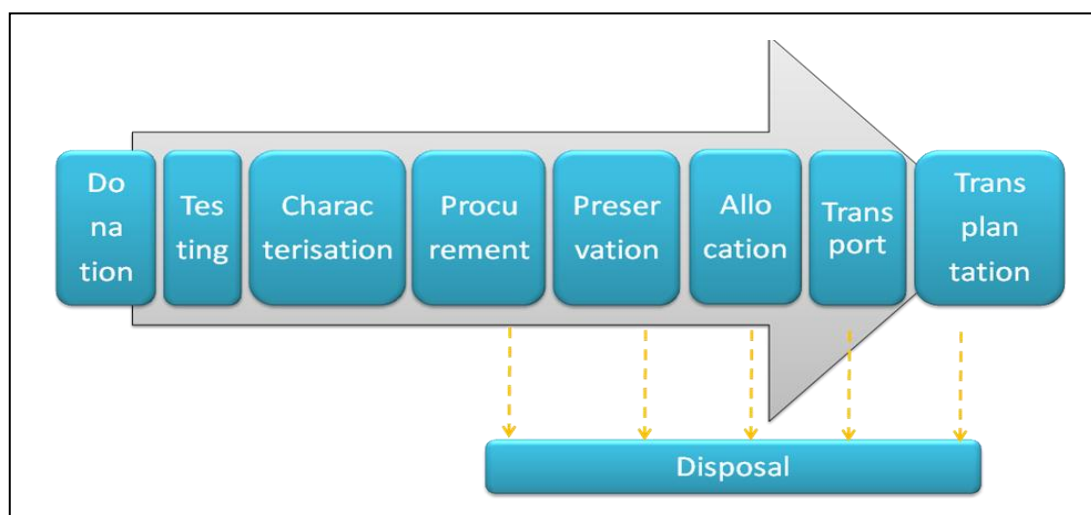 Do
na
tion
Tes
ting
Charac
terisation
Procu
rement
Preser
vation
Allo
cation
Trans
port
Trans
plan
tation
Disposal